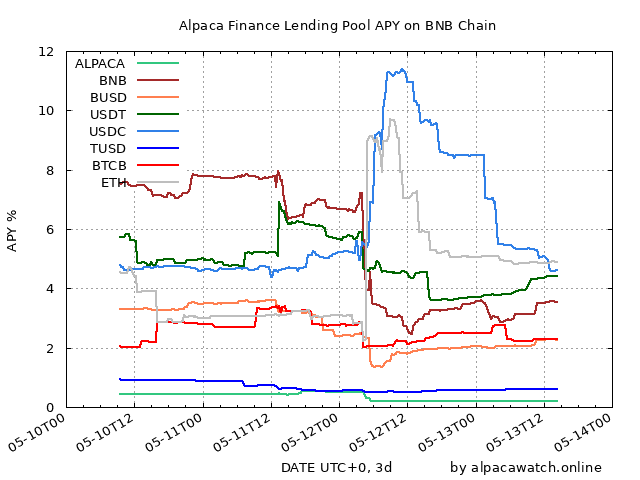 Alpaca Finance Lending Pool APY on BNB Chain
12
10
8
6
4
2
0
APY %
ALPACA
BNB
BUSD
USDT
USDC
TUSD
BTCB
ETH
05-10T00
05-10T12
05-11T00
05-11T12
05-12T00
05-12T12
05-13T00
05-13T12
05-14T00
DATE UTC+0, 3d
by alpacawatch.online